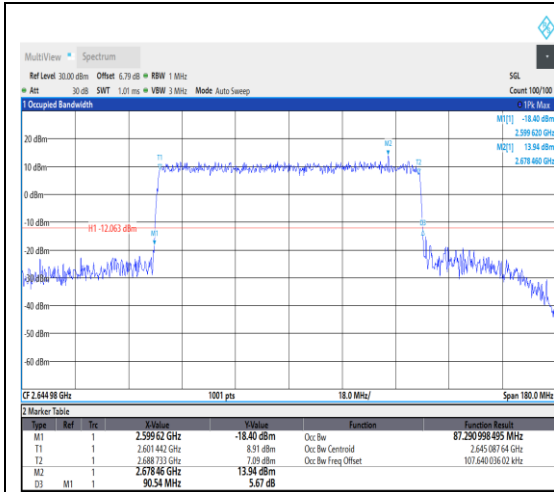 MultiView Spectrum
Ref Level 30.00 dBm Offset 6.79 dB RBW 1 MHz SGL
Att 30 dB SWT 1.01 ms VBW 3 MHz Mode Auto Sweep Count 100/100
1 Occupied Bandwidth 1Pk Max
M1[1] -18.40 dBm
2.599 620 GHz
M2[1] 13.94 dBm
2.678 460 GHz
20 dBm
M2
T1
T2
10 dBm
0 dBm
-10 dBm
D3
H1 -12.063 dBm
M1
-20 dBm
-30 dBm
-40 dBm
-50 dBm
-60 dBm
CF 2.644 98 GHz 1001 pts 18.0 MHz/ Span 180.0 MHz
2 Marker Table
Type Ref Trc X-Value Y-Value Function Function Result
M1 1 2.599 62 GHz -18.40 dBm Occ Bw 87.290 998 495 MHz
T1 1 2.601 442 GHz 8.91 dBm Occ Bw Centroid 2.645 087 64 GHz
T2 1 2.688 733 GHz 7.09 dBm Occ Bw Freq Offset 107.640 036 02 kHz
M2 1 2.678 46 GHz 13.94 dBm
D3 M1 1 90.54 MHz 5.67 dB